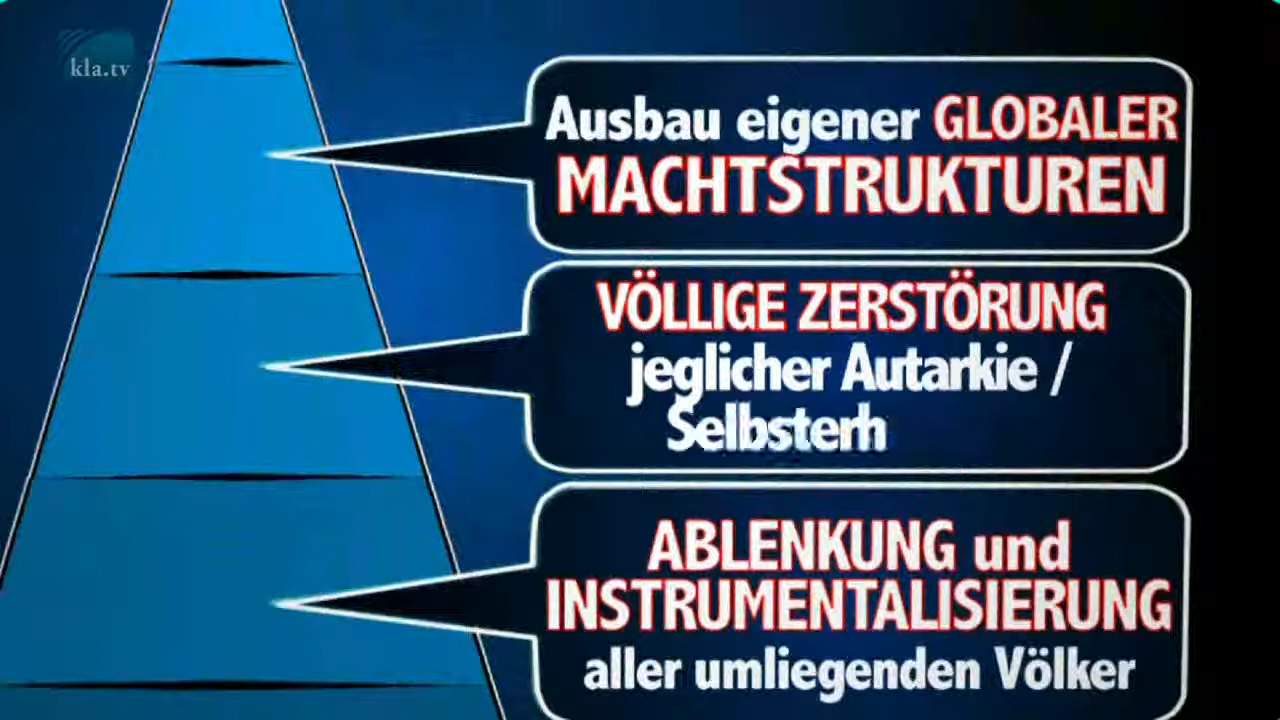 kla.tv
Ausbau eigener GLOBALER
MACHTSTRUKTUREN
VÖLLIGE ZERSTÖRUNG
jeglicher Autarkie /
Selbsterh
ABLENKUNG und
INSTRUMENTALISIERUNG
aller umliegenden Völker